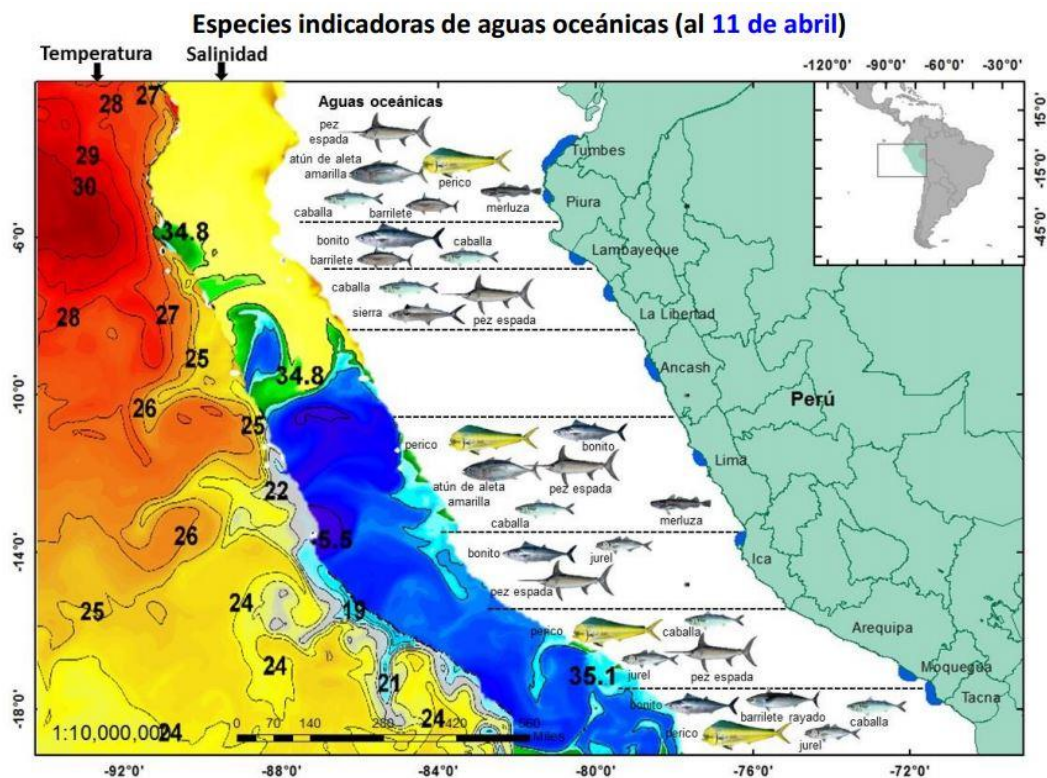 Especies indicadoras de aguas oceánicas (al 11 de abril)
Temperatura
Salinidad
-120°0'
-90°0'
-60°0'
-30°0'
15°0'
-15°0'
-45°0'
Aguas oceánicas
pez
espada
atún de aleta
amarilla
perico
caballa
barrilete
merluza
bonito
caballa
barrilete
caballa
sierra
pez espada
perico
bonito
atún de aleta
amarilla
pez espada
caballa
merluza
bonito
jurel
pez espada
perico
caballa
jurel
pez espada
bonito
barrilete rayado
caballa
perico
jurel
Tumbes
Piura
Lambayeque
La Libertad
Ancash
Perú
Lima
Ica
Arequipa
Moquegua
Tacna
28
27
29
30
34.8
28
27
25
34.8
26
25
22
26
35.5
25
24
19
24
21
35.1
24
24
-6°0'
-10°0'
-14°0'
-18°0'
1:10,000,000
0 70 140 280 420 560
Miles
-92°0'
-88°0'
-84°0'
-80°0'
-76°0'
-72°0'